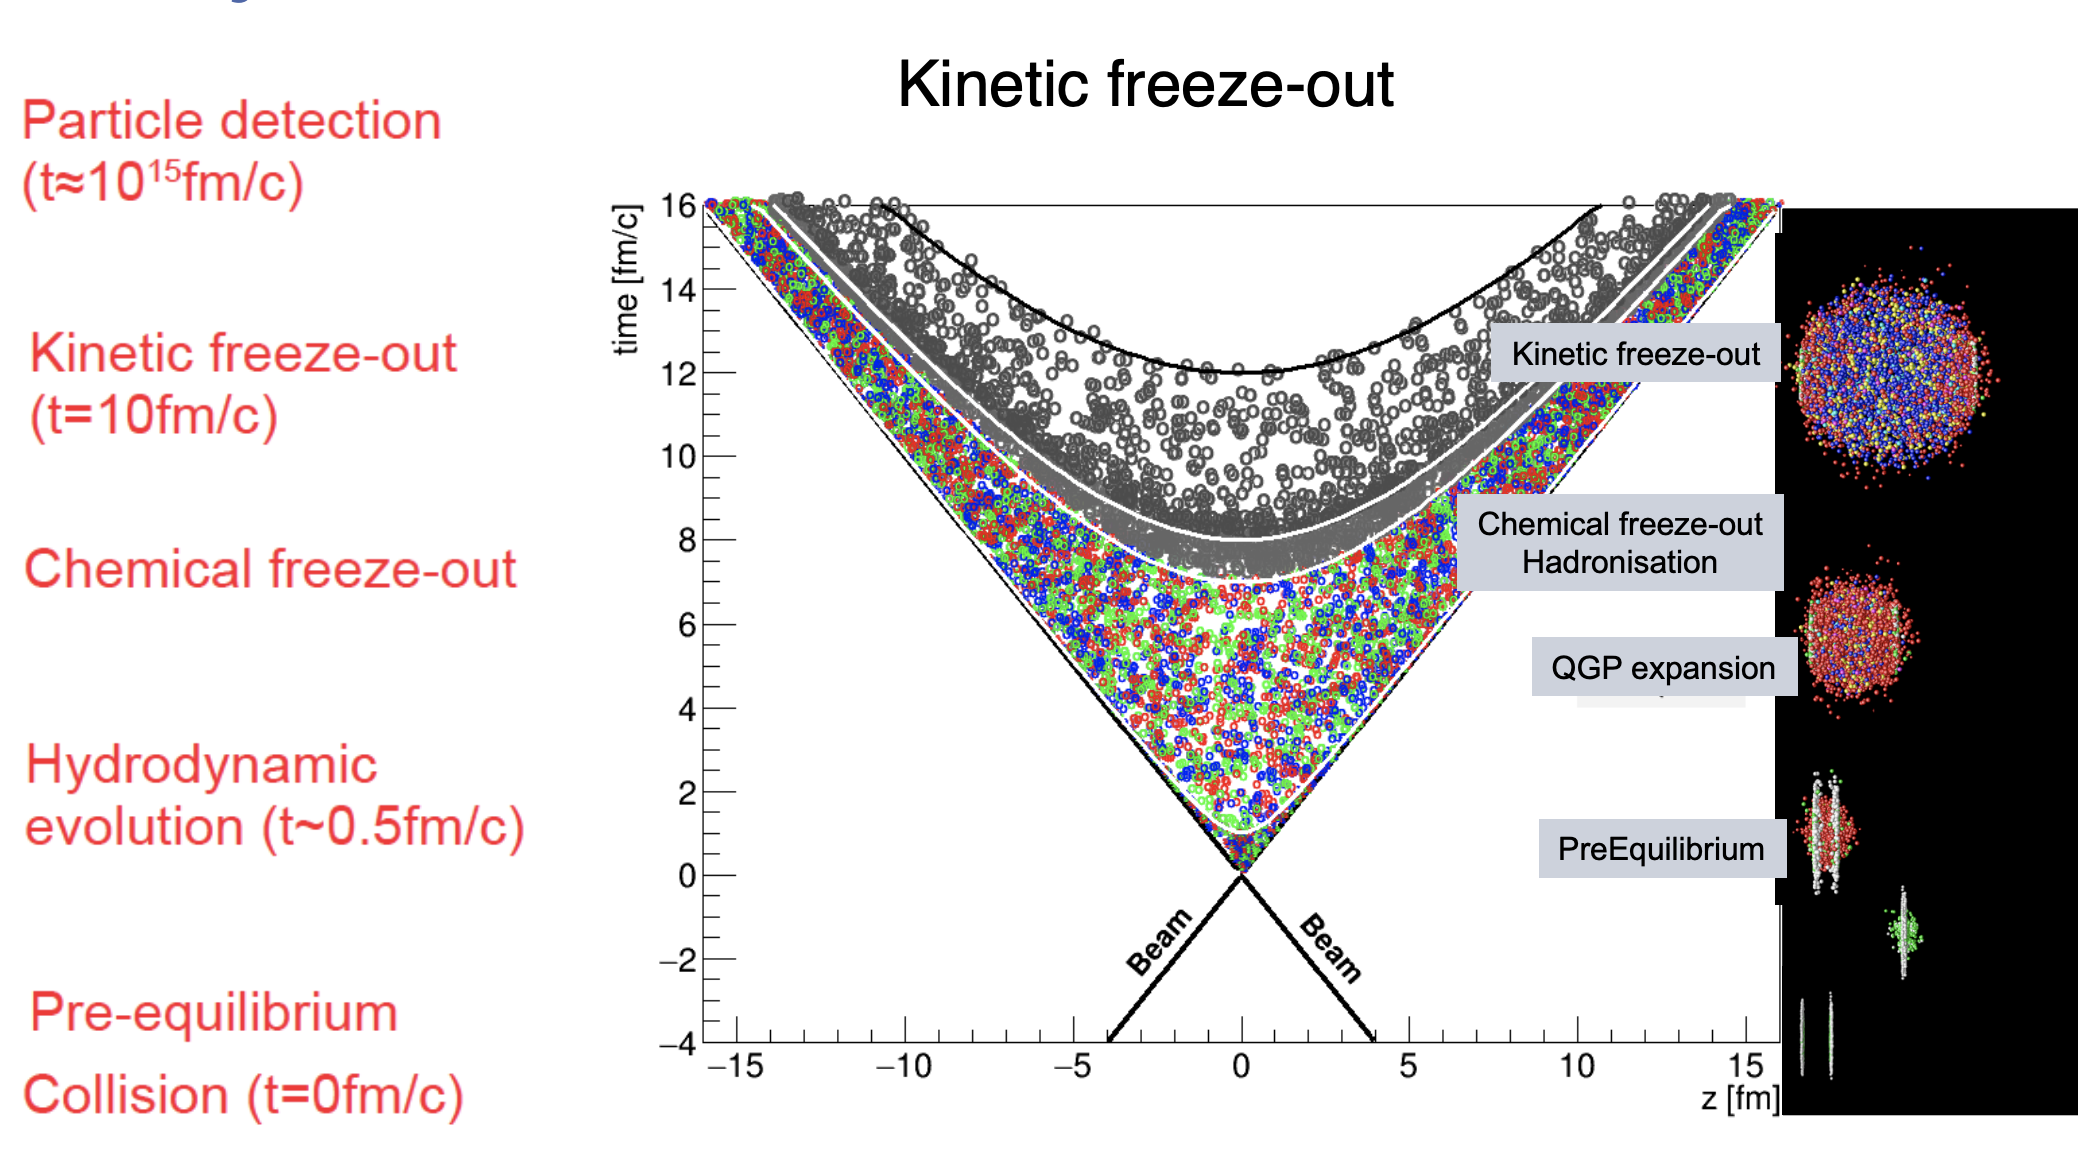 Kinetic freeze-out
Particle detection
(t≈10¹⁵fm/c)
Kinetic freeze-out
(t=10fm/c)
Chemical freeze-out
Hydrodynamic
evolution (t~0.5fm/c)
Pre-equilibrium
Collision (t=0fm/c)
time [fm/c]
16
14
12
10
8
6
4
2
0
−2
−4
−15
−10
−5
0
5
10
15
z [fm]
Beam
Beam
Kinetic freeze-out
Chemical freeze-out
Hadronisation
QGP expansion
PreEquilibrium